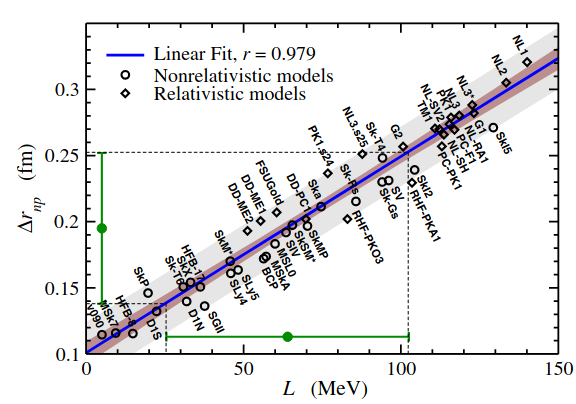 Linear Fit, r = 0.979
Nonrelativistic models
Relativistic models
0.3
0.25
0.2
0.15
0.1
Δr_np (fm)
0
50
100
150
L (MeV)
v090
MSk7
HFB-8
SkP
D1S
Sk-T6
SkX
HFB-17
D1N
SGII
SkM*
SLy4
SLy5
BCP
MSkA
MSL0
SIV
SkSM*
SkMP
DD-ME2
DD-ME1
FSUGold
DD-PC1
Ska
PK1.s24
Sk-Rs
RHF-PKO3
NL3.s25
Sk-T4
Sk-Gs
SV
G2
SkI2
RHF-PKA1
TM1
NL-SV2
PK1
NL3
NL3*
G1
NL-RA1
PC-F1
NL-SH
PC-PK1
SkI5
NL2
NL1